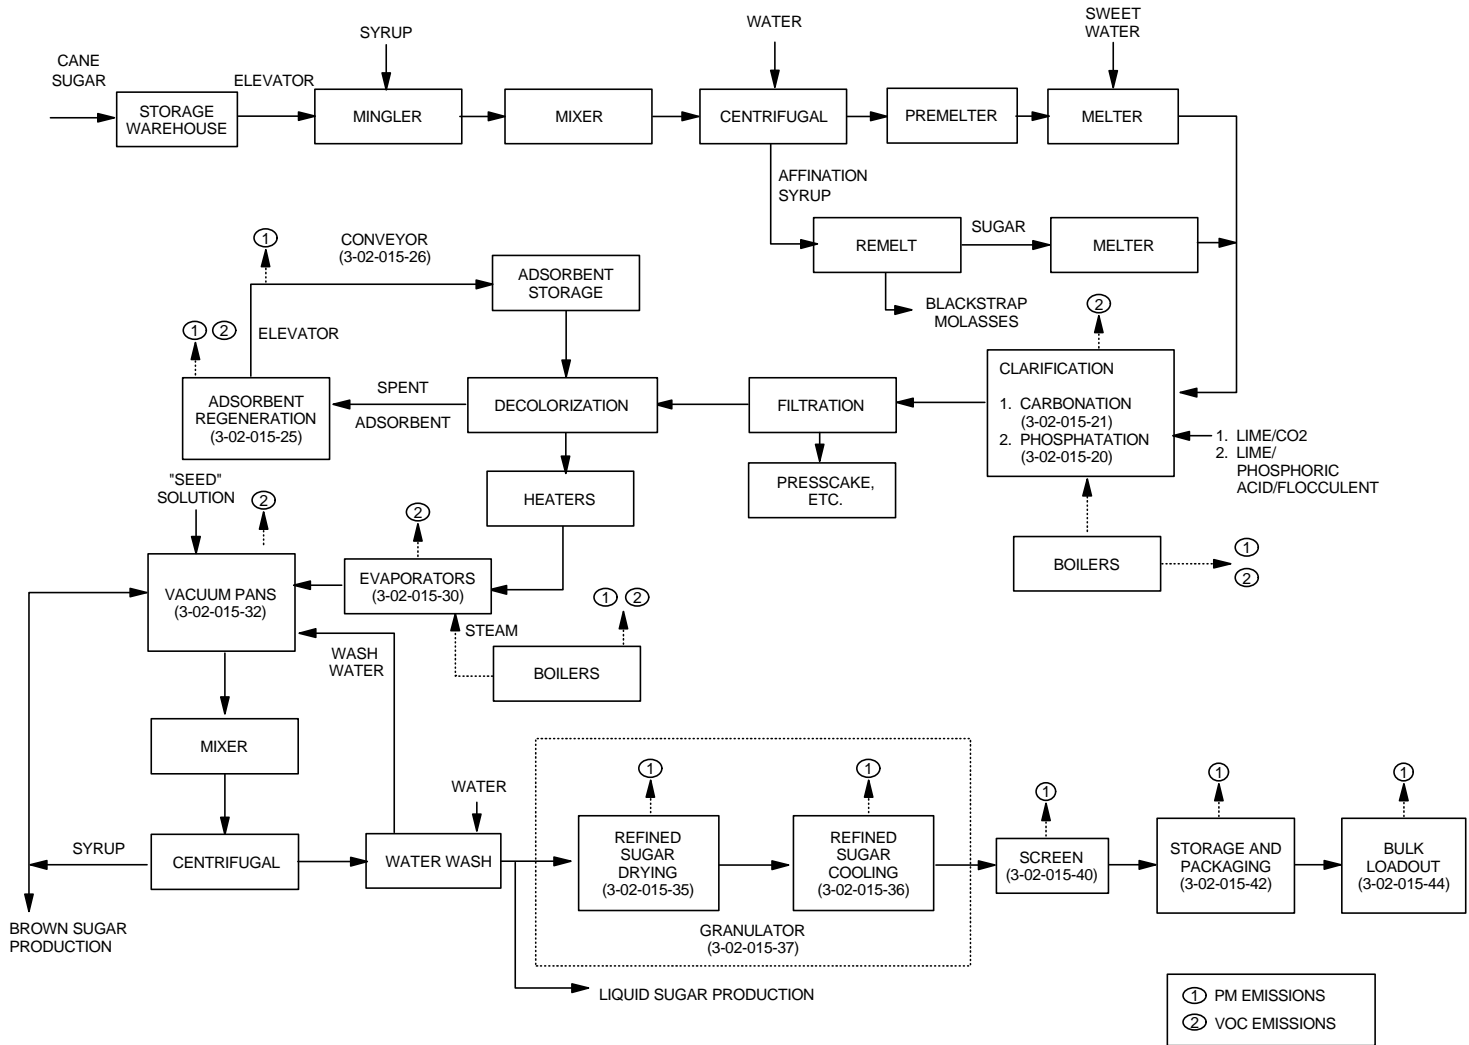 SYRUP
WATER
SWEET
WATER
CANE
SUGAR
ELEVATOR
STORAGE
WAREHOUSE
MINGLER
MIXER
CENTRIFUGAL
PREMELTER
MELTER
AFFINATION
SYRUP
REMELT
SUGAR
MELTER
BLACKSTRAP
MOLASSES
1
CONVEYOR
(3-02-015-26)
ADSORBENT
STORAGE
1 2
ELEVATOR
2
ADSORBENT
REGENERATION
(3-02-015-25)
SPENT
ADSORBENT
DECOLORIZATION
FILTRATION
CLARIFICATION
1. CARBONATION
(3-02-015-21)
2. PHOSPHATATION
(3-02-015-20)
1. LIME/CO2
2. LIME/
PHOSPHORIC
ACID/FLOCCULENT
PRESSCAKE,
ETC.
HEATERS
BOILERS
1
2
"SEED"
SOLUTION
2
2
VACUUM PANS
(3-02-015-32)
EVAPORATORS
(3-02-015-30)
1 2
STEAM
BOILERS
WASH
WATER
MIXER
WATER
CENTRIFUGAL
SYRUP
WATER WASH
BROWN SUGAR
PRODUCTION
1
1
1
1
1
REFINED
SUGAR
DRYING
(3-02-015-35)
REFINED
SUGAR
COOLING
(3-02-015-36)
GRANULATOR
(3-02-015-37)
SCREEN
(3-02-015-40)
STORAGE AND
PACKAGING
(3-02-015-42)
BULK
LOADOUT
(3-02-015-44)
LIQUID SUGAR PRODUCTION
1 PM EMISSIONS
2 VOC EMISSIONS